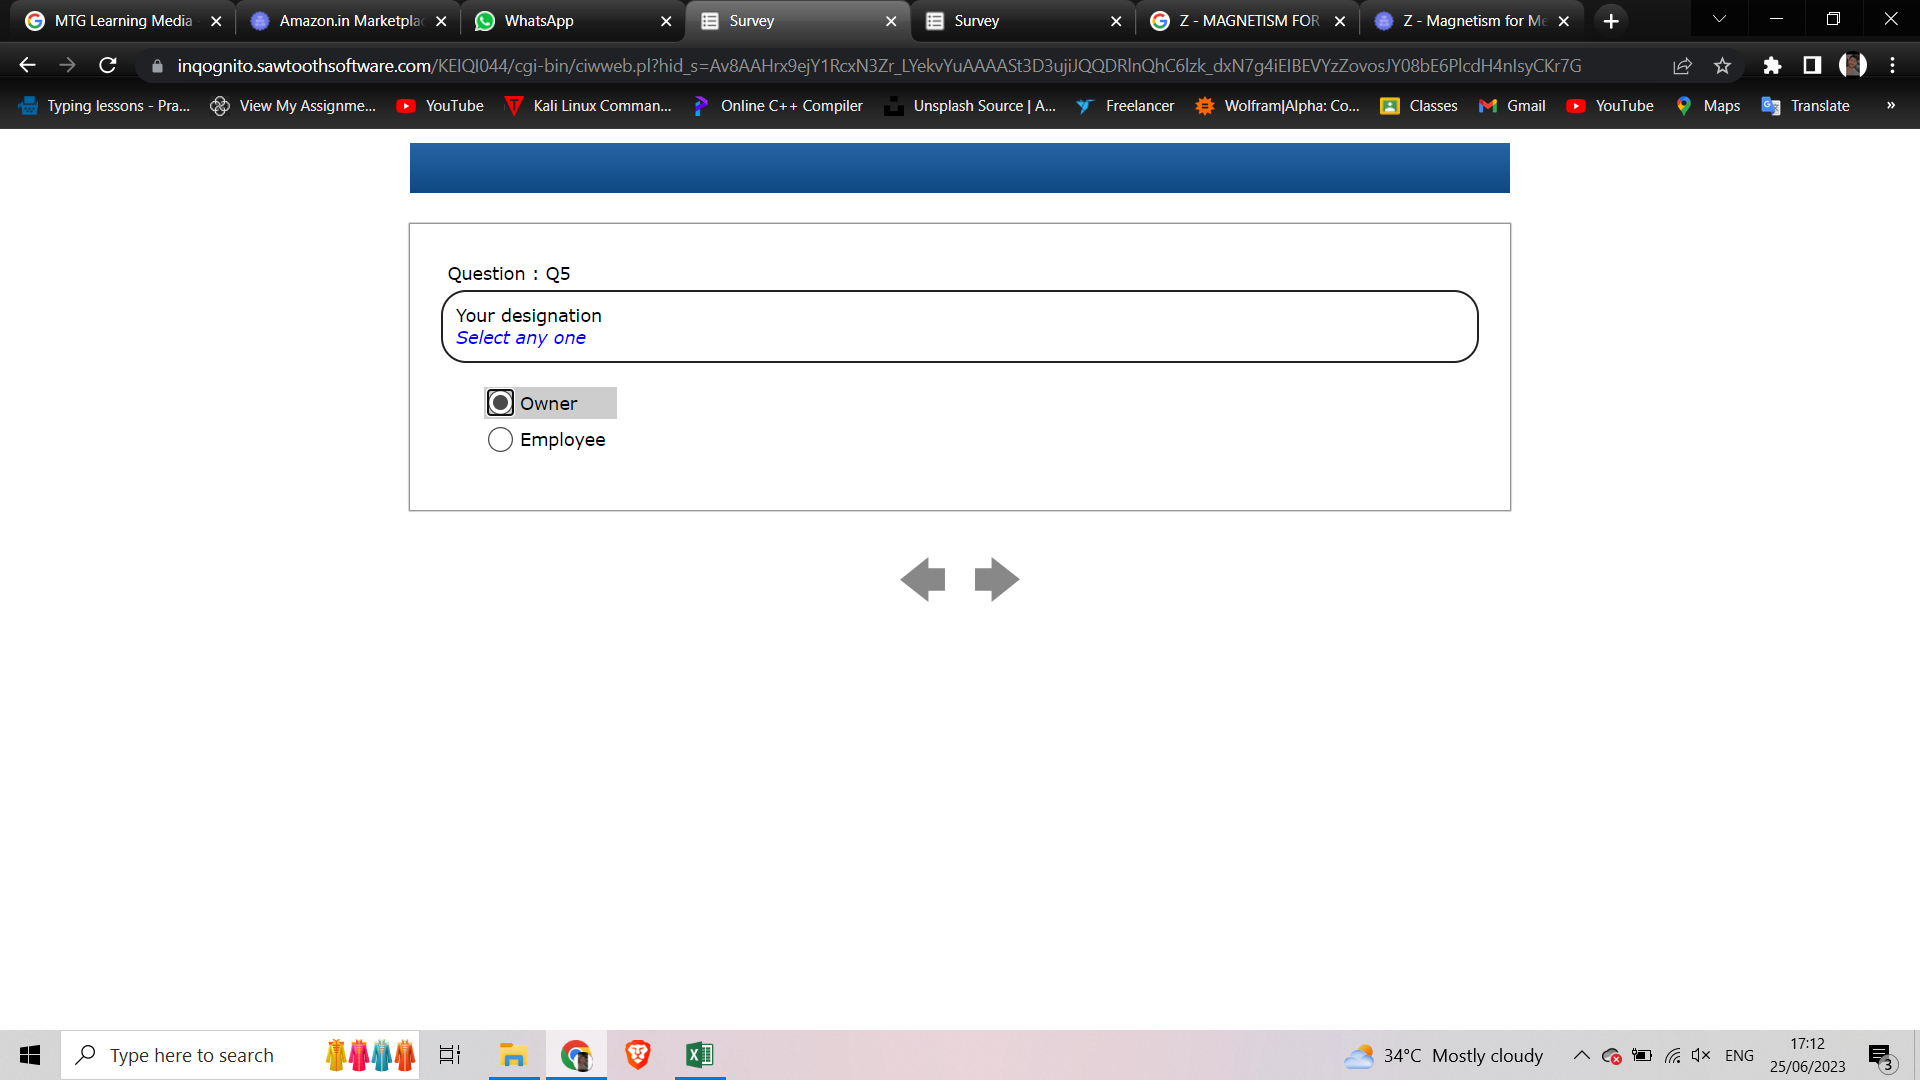 MTG Learning Media
Amazon.in Marketplac
WhatsApp
Survey
Survey
Z - MAGNETISM FOR
Z - Magnetism for Me
inqognito.sawtoothsoftware.com/KEIQI044/cgi-bin/ciwweb.pl?hid_s=Av8AAHrx9ejY1RcxN3Zr_LYekvYuAAAASt3D3ujiJQQDRlnQhC6lzk_dxN7g4iEIBEVYzZovosJY08bE6PlcdH4nIsyCKr7G
Typing lessons - Pra...
View My Assignme...
YouTube
Kali Linux Comman...
Online C++ Compiler
Unsplash Source | A...
Freelancer
Wolfram|Alpha: Co...
Classes
Gmail
YouTube
Maps
Translate
»
Question : Q5
Your designation
Select any one
Owner
Employee
Type here to search
34°C Mostly cloudy
ENG
17:12
25/06/2023
3